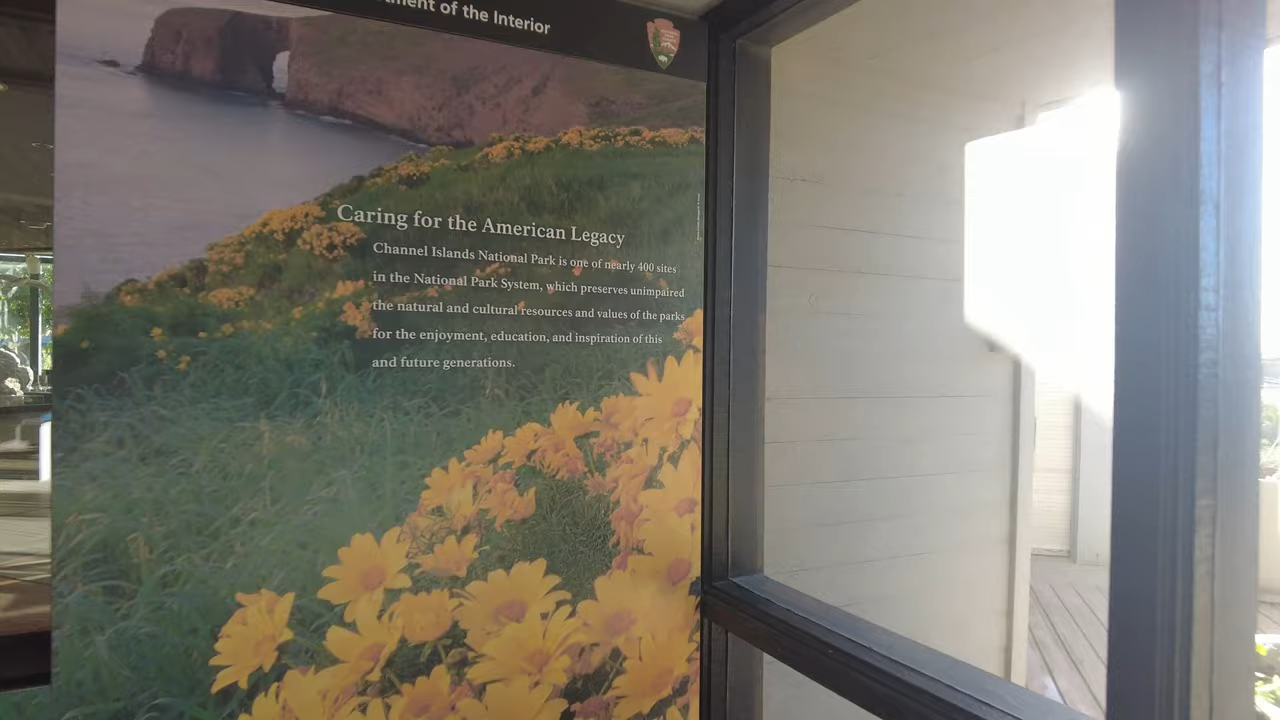 of the Interior
Caring for the American Legacy
Channel Islands National Park is one of nearly 400 sites
in the National Park System, which preserves unimpaired
the natural and cultural resources and values of the parks
for the enjoyment, education, and inspiration of this
and future generations.